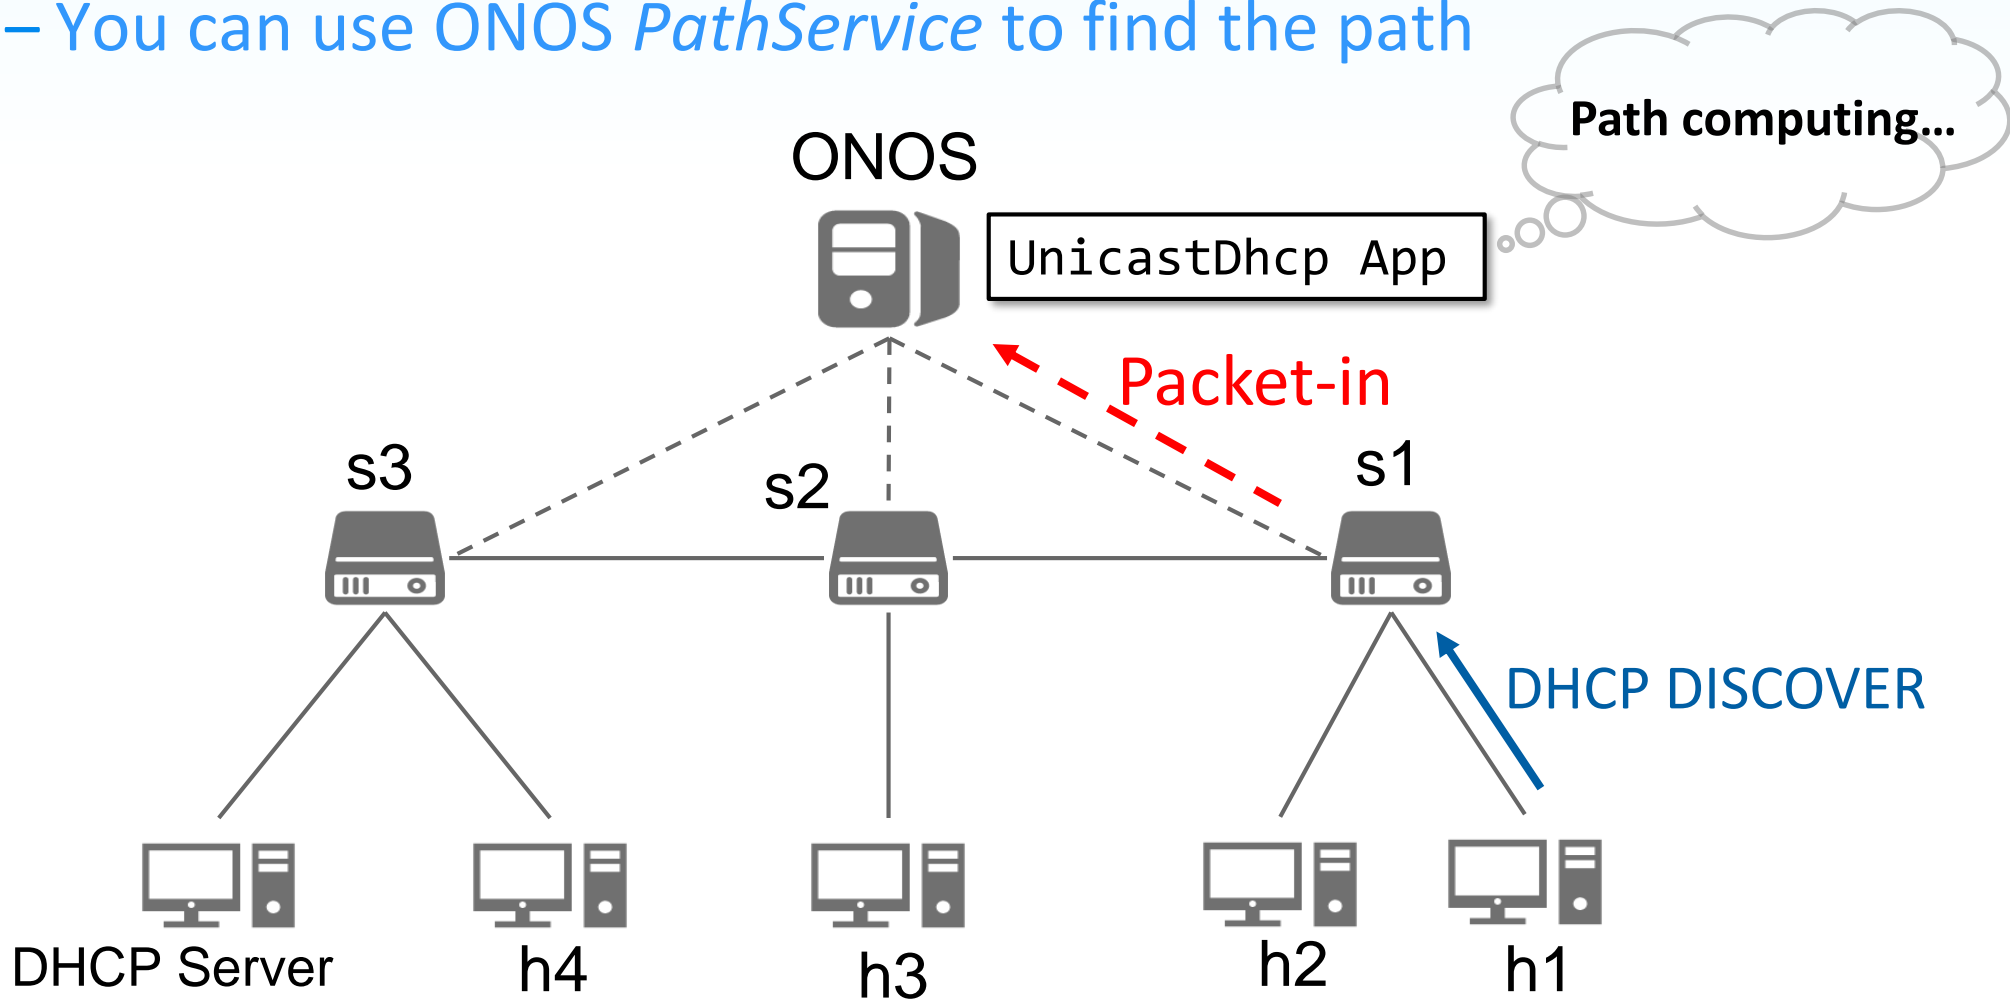 – You can use ONOS PathService to find the path
Path computing...
ONOS
UnicastDhcp App
Packet-in
s3
s2
s1
DHCP DISCOVER
DHCP Server
h4
h3
h2
h1